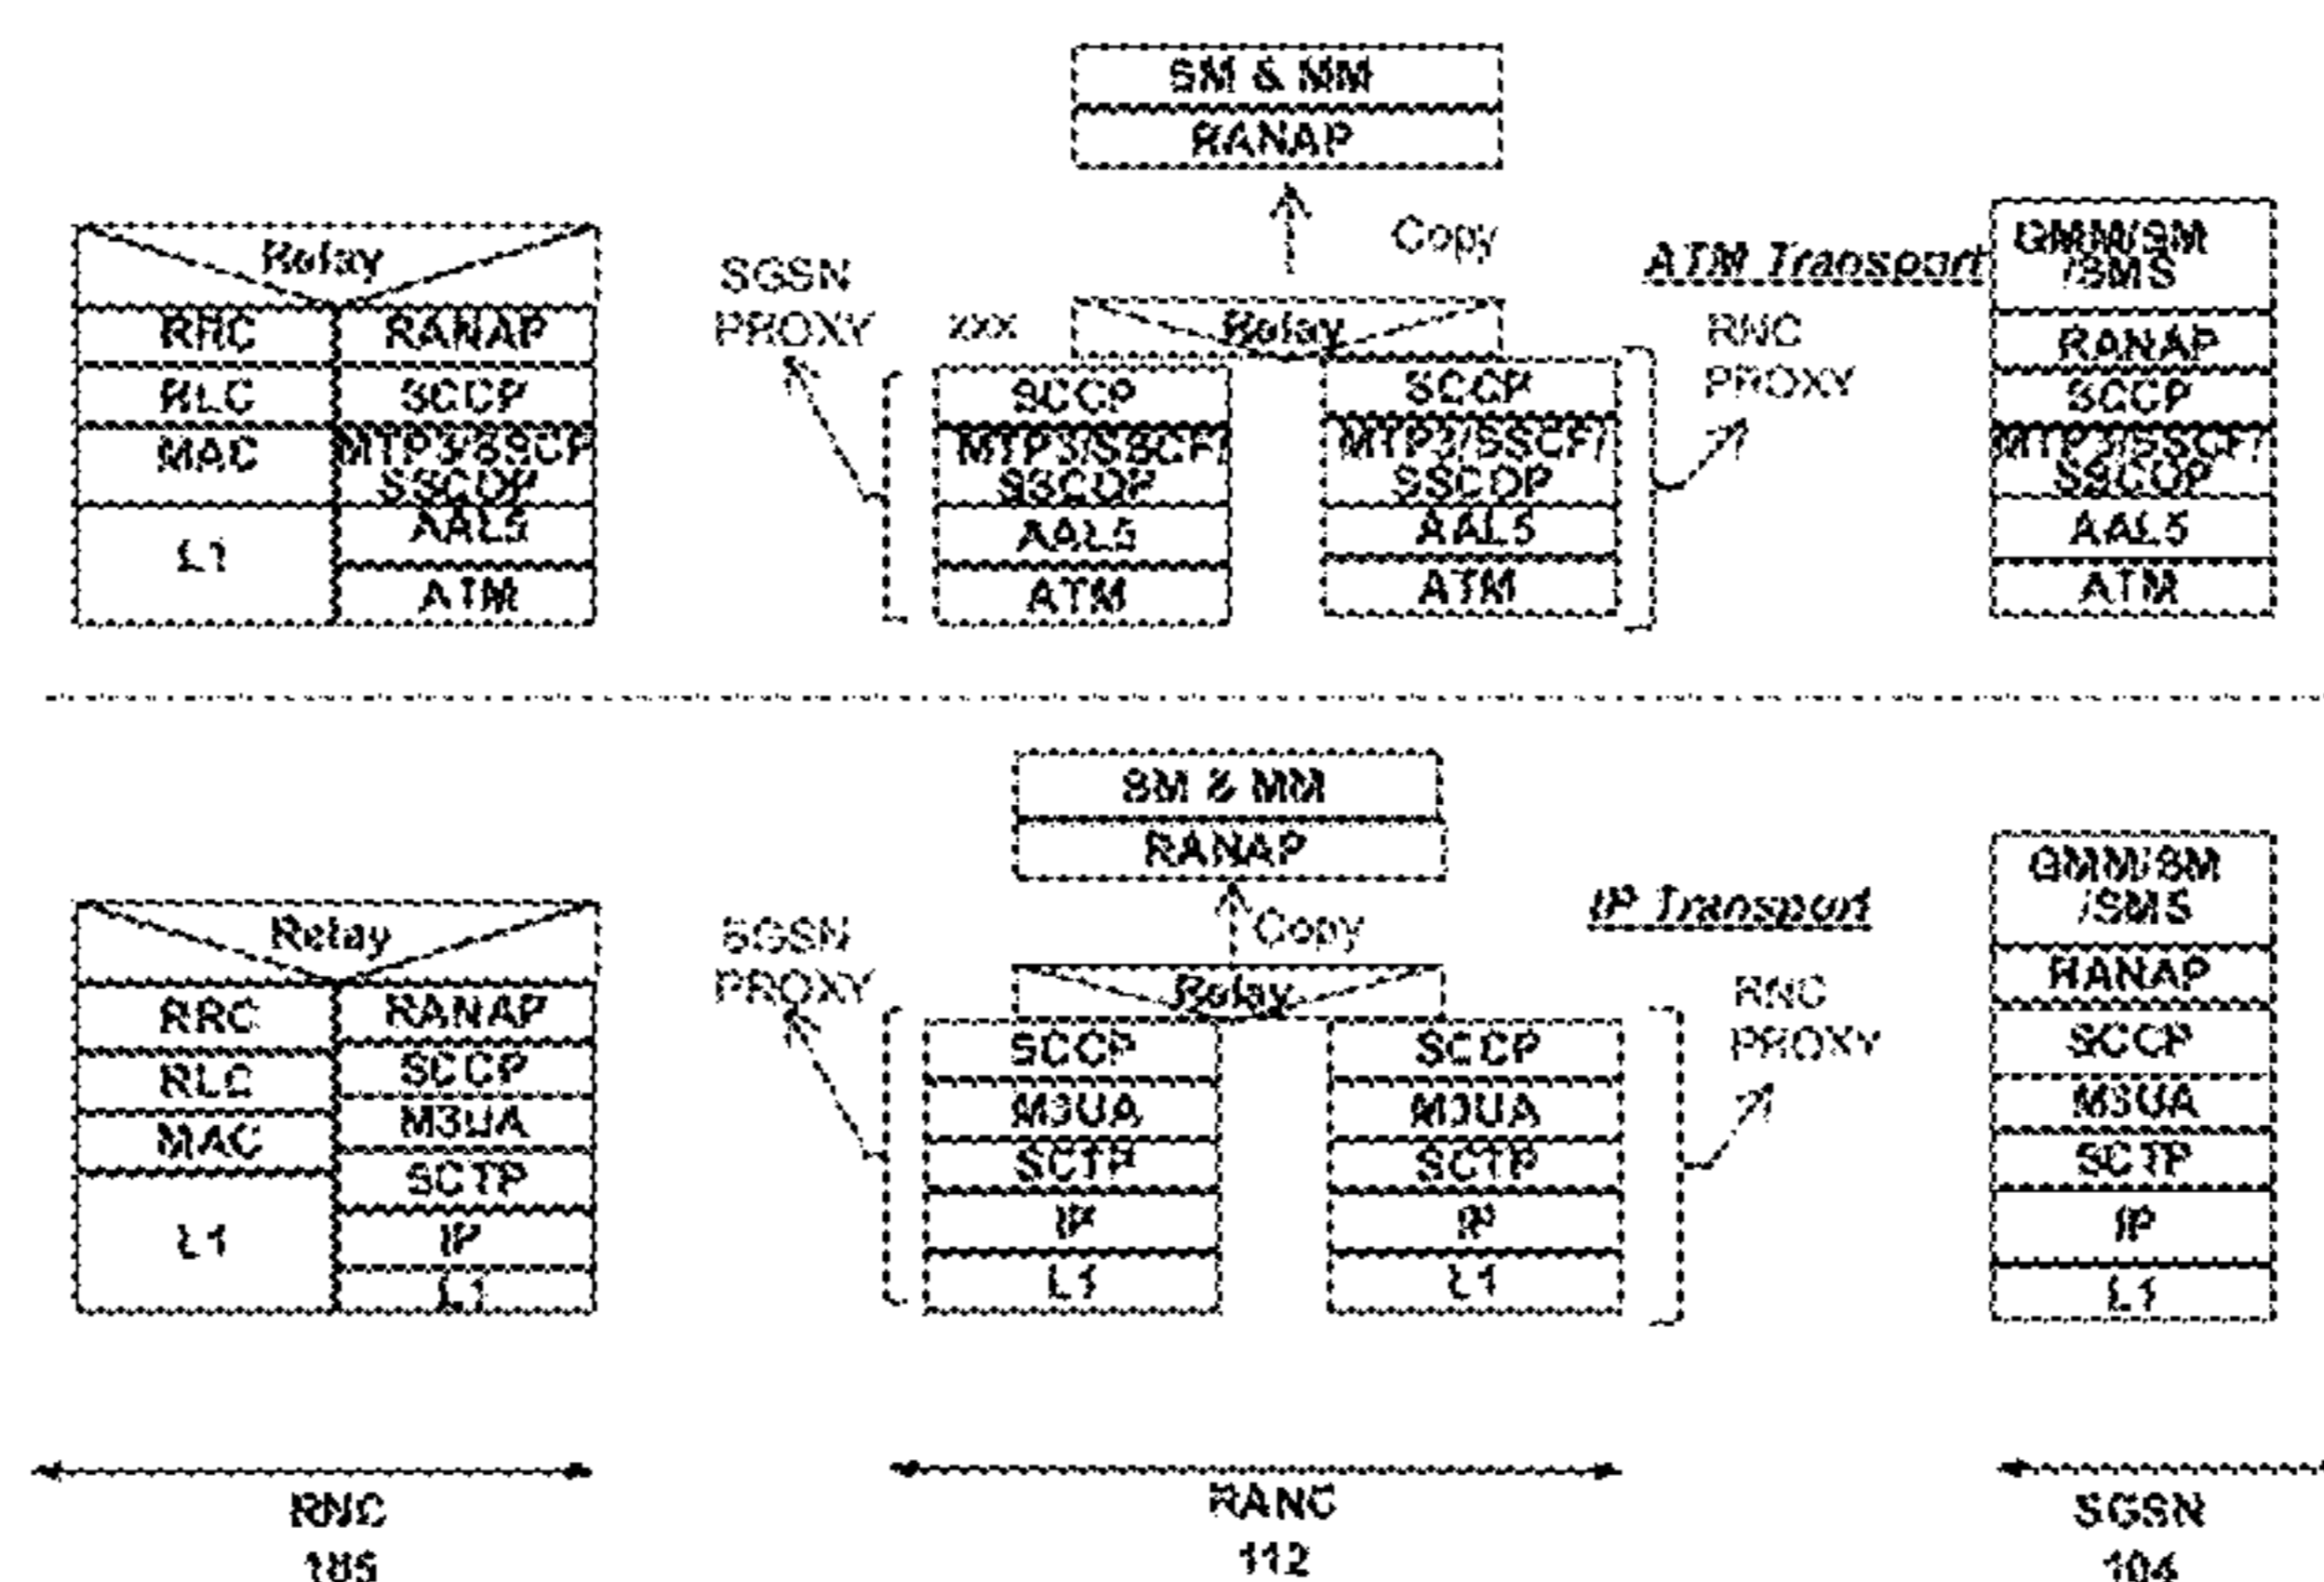 SM & MM
RANAP
Copy
Relay
RRC
RLC
MAC
L1
RANAP
SCCP
MTP3/SSCF
SSCOP
AAL5
ATM
SGSN
PROXY
xxx
Relay
SCCP
MTP3/SSCF/
SSCOP
AAL5
ATM
SCCP
MTP3/SSCF/
SSCOP
AAL5
ATM
ATM Transport
RNC
PROXY
GMM/SM
/SMS
RANAP
SCCP
MTP3/SSCF/
SSCOP
AAL5
ATM
SM & MM
RANAP
Copy
Relay
RRC
RLC
MAC
L1
RANAP
SCCP
M3UA
SCTP
IP
L1
SGSN
PROXY
Relay
SCCP
M3UA
SCTP
IP
L1
SCCP
M3UA
SCTP
IP
L1
IP Transport
RNC
PROXY
GMM/SM
/SMS
RANAP
SCCP
M3UA
SCTP
IP
L1
RNC
105
RANC
112
SGSN
104